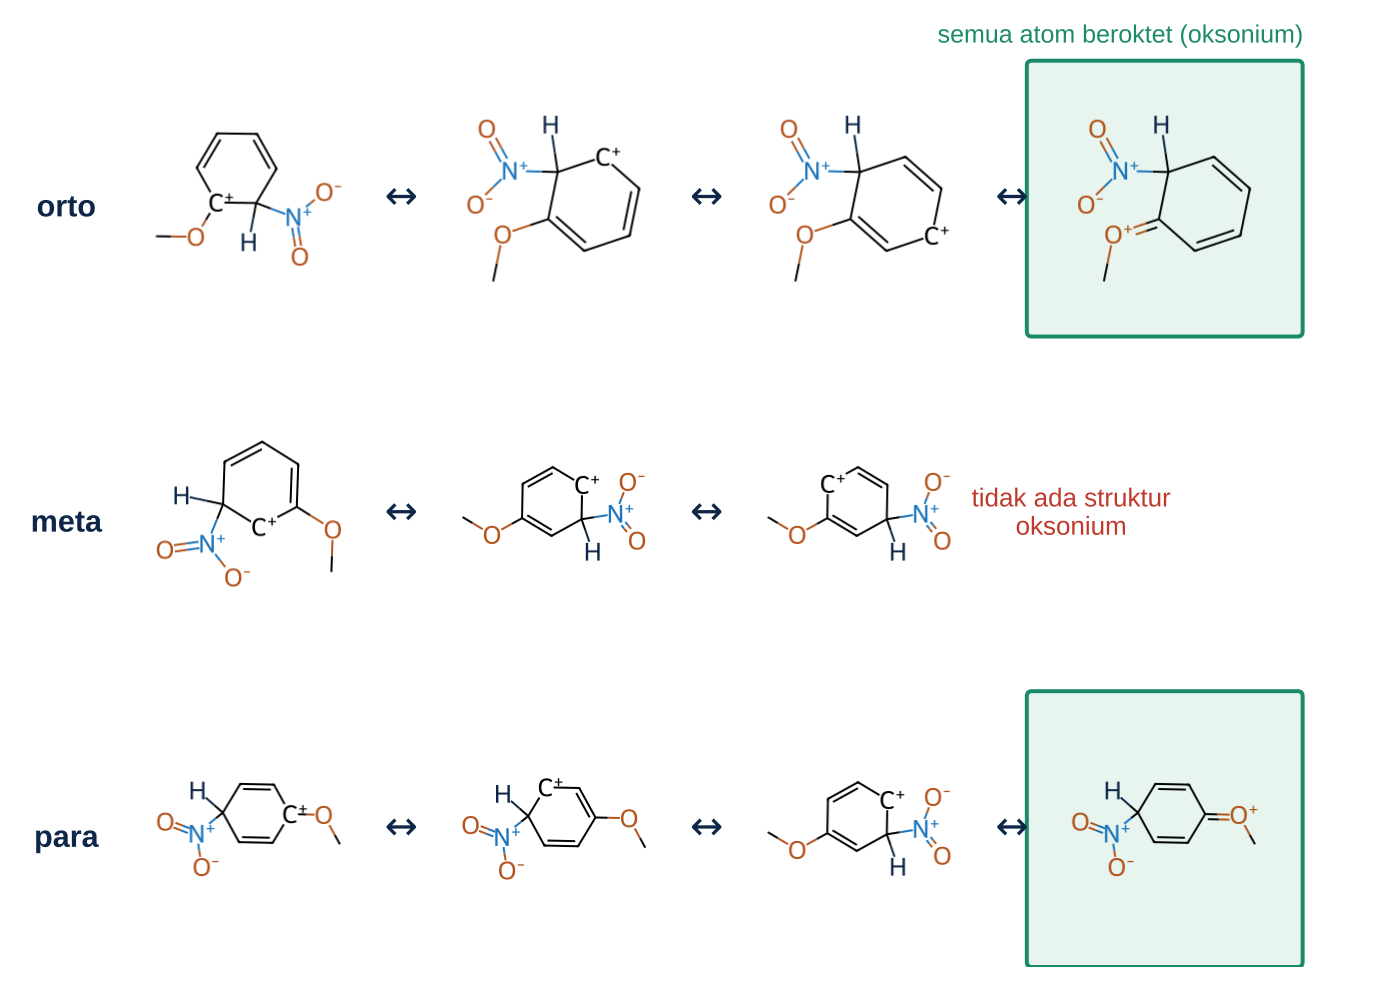 semua atom beroktet (oksonium)
orto
C+
O
H
N+
O-
O
↔
O
H
N+
O-
O
C+
↔
O
H
N+
O-
O
C+
↔
O
H
N+
O-
O+
meta
H
C+
O
N+
O
O-
↔
C+
O-
N+
O
H
O
↔
C+
O-
N+
O
H
O
tidak ada struktur
oksonium
para
H
O
N+
O-
C+
O
↔
H
C+
O
N+
O-
O
↔
C+
O-
N+
O
H
O
↔
H
O
N+
O-
O+